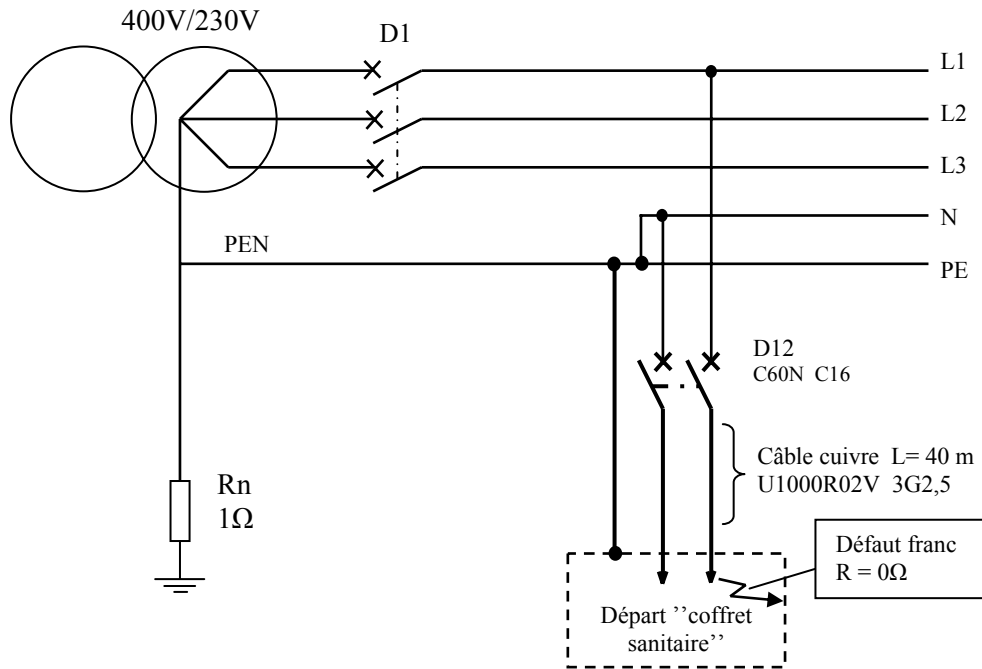 400V/230V
D1
L1
L2
L3
N
PEN
PE
D12
C60N C16
Câble cuivre L= 40 m
U1000R02V 3G2,5
Rn
1Ω
Défaut franc
R = 0Ω
Départ ’’coffret
sanitaire’’